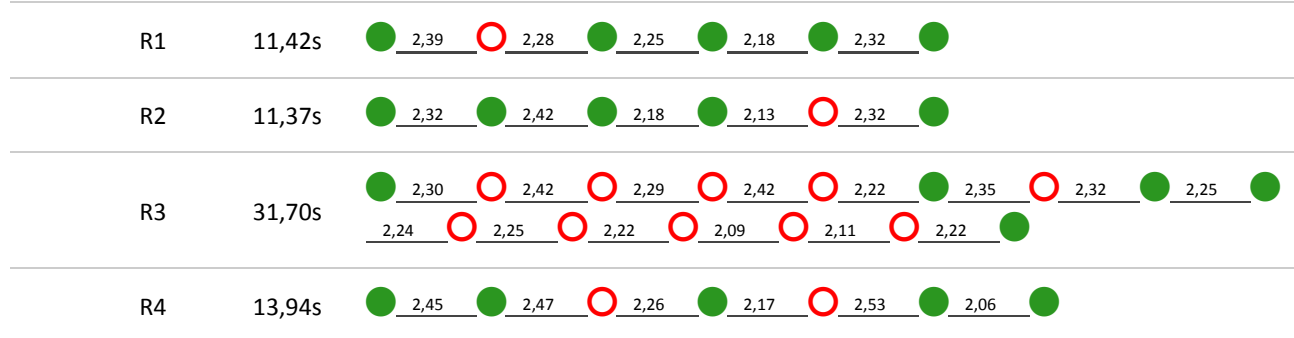 R1 11,42s 2,39 2,28 2,25 2,18 2,32
R2 11,37s 2,32 2,42 2,18 2,13 2,32
R3 31,70s 2,30 2,42 2,29 2,42 2,22 2,35 2,32 2,25
2,24 2,25 2,22 2,09 2,11 2,22
R4 13,94s 2,45 2,47 2,26 2,17 2,53 2,06